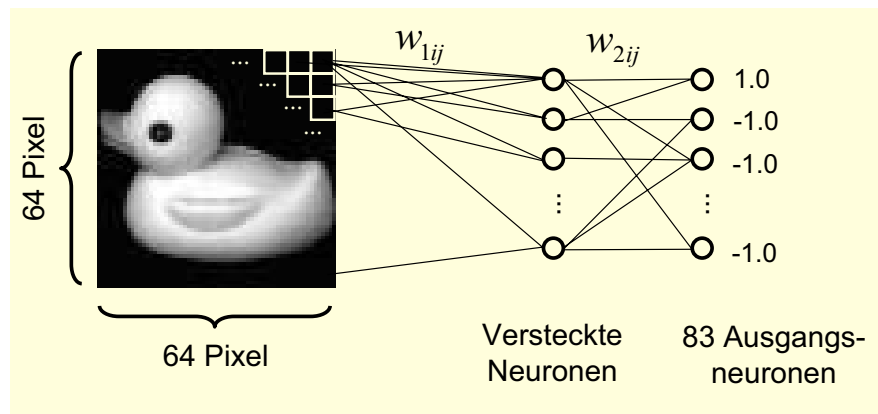 w1ij
w2ij
...
...
...
...
1.0
-1.0
-1.0
...
...
-1.0
64 Pixel
64 Pixel
Versteckte
Neuronen
83 Ausgangs-
neuronen